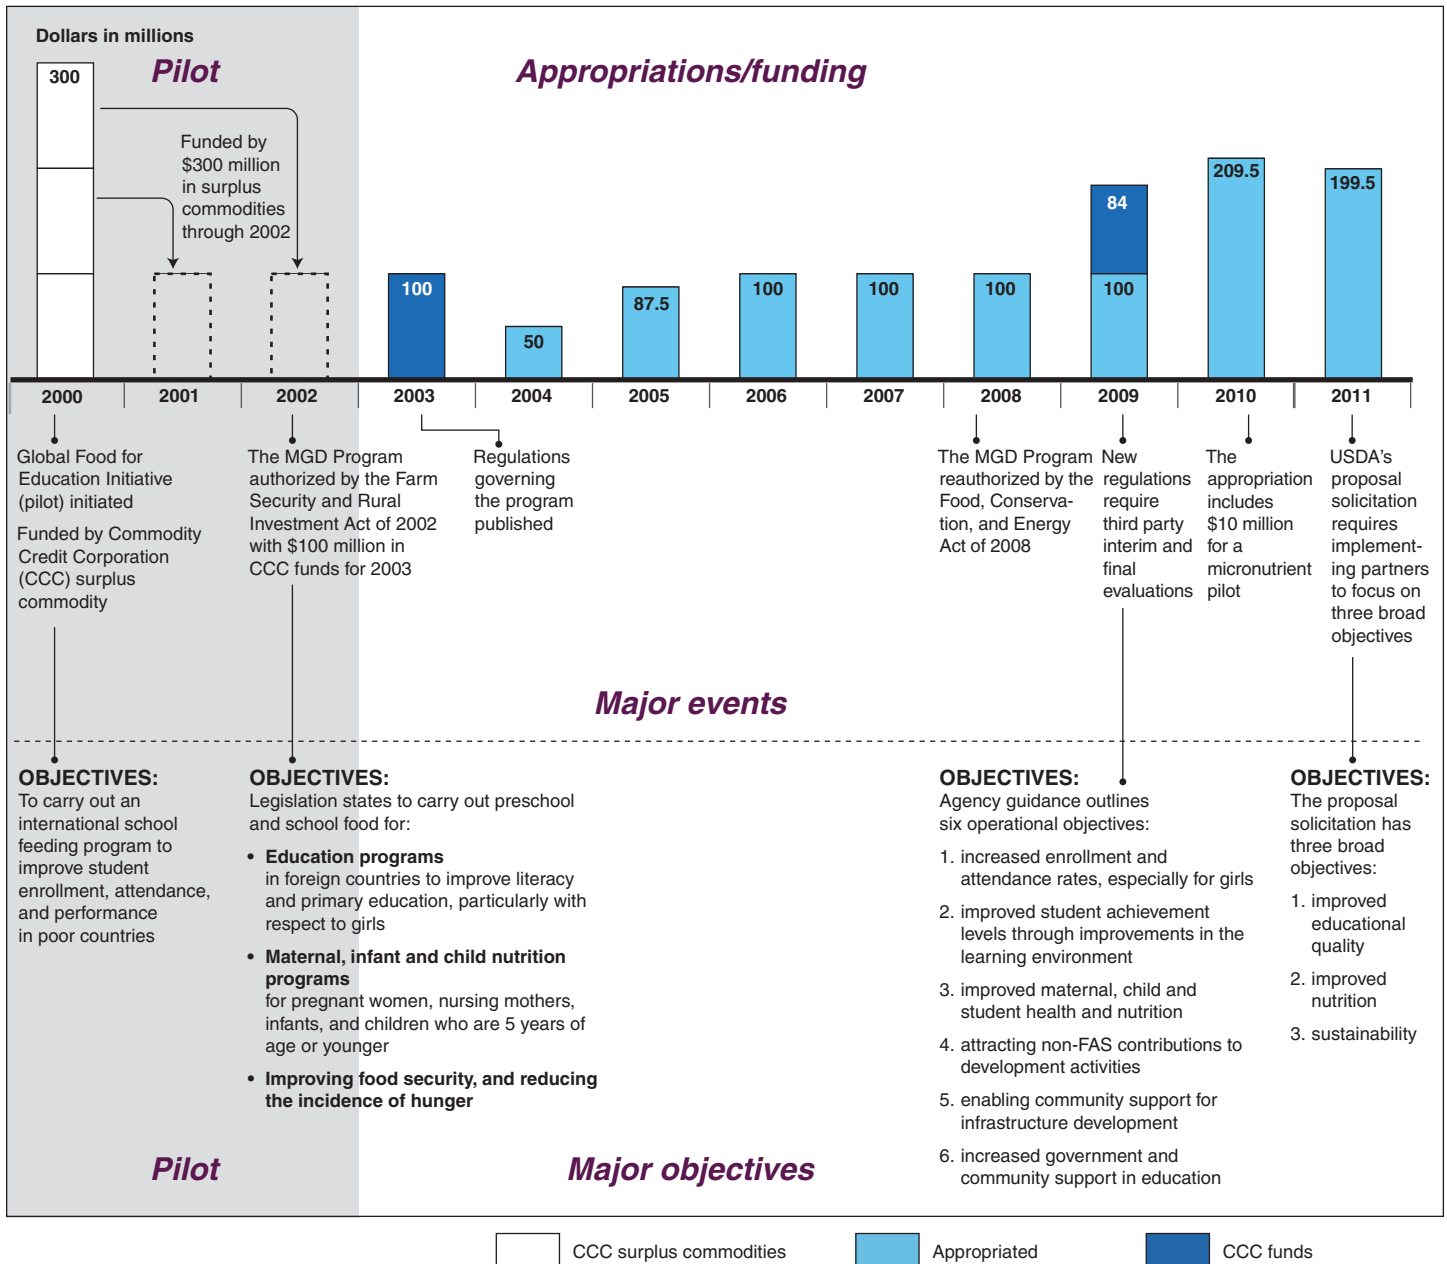 Dollars in millions
Pilot
Appropriations/funding
300
Funded by
$300 million
in surplus
commodities
through 2002
100
50
87.5
100
100
100
84
100
209.5
199.5
2000
2001
2002
2003
2004
2005
2006
2007
2008
2009
2010
2011
Global Food for
Education Initiative
(pilot) initiated
Funded by Commodity
Credit Corporation
(CCC) surplus
commodity
The MGD Program
authorized by the Farm
Security and Rural
Investment Act of 2002
with $100 million in
CCC funds for 2003
Regulations
governing
the program
published
The MGD Program
reauthorized by the
Food, Conserva-
tion, and Energy
Act of 2008
New
regulations
require
third party
interim and
final
evaluations
The
appropriation
includes
$10 million
for a
micronutrient
pilot
USDA's
proposal
solicitation
requires
implement-
ing partners
to focus on
three broad
objectives
Major events
OBJECTIVES:
To carry out an
international school
feeding program to
improve student
enrollment, attendance,
and performance
in poor countries
OBJECTIVES:
Legislation states to carry out preschool
and school food for:
• Education programs
in foreign countries to improve literacy
and primary education, particularly with
respect to girls
• Maternal, infant and child nutrition
programs
for pregnant women, nursing mothers,
infants, and children who are 5 years of
age or younger
• Improving food security, and reducing
the incidence of hunger
OBJECTIVES:
Agency guidance outlines
six operational objectives:
1. increased enrollment and
attendance rates, especially for girls
2. improved student achievement
levels through improvements in the
learning environment
3. improved maternal, child and
student health and nutrition
4. attracting non-FAS contributions to
development activities
5. enabling community support for
infrastructure development
6. increased government and
community support in education
OBJECTIVES:
The proposal
solicitation has
three broad
objectives:
1. improved
educational
quality
2. improved
nutrition
3. sustainability
Pilot
Major objectives
CCC surplus commodities
Appropriated
CCC funds